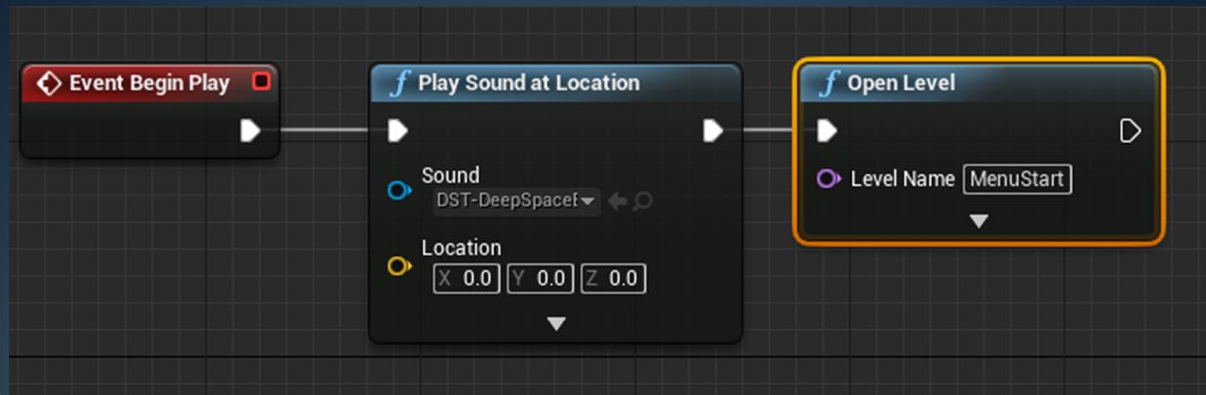 Event Begin Play
f Play Sound at Location
Sound
DST-DeepSpaceE
Location
X 0.0 Y 0.0 Z 0.0
f Open Level
Level Name MenuStart